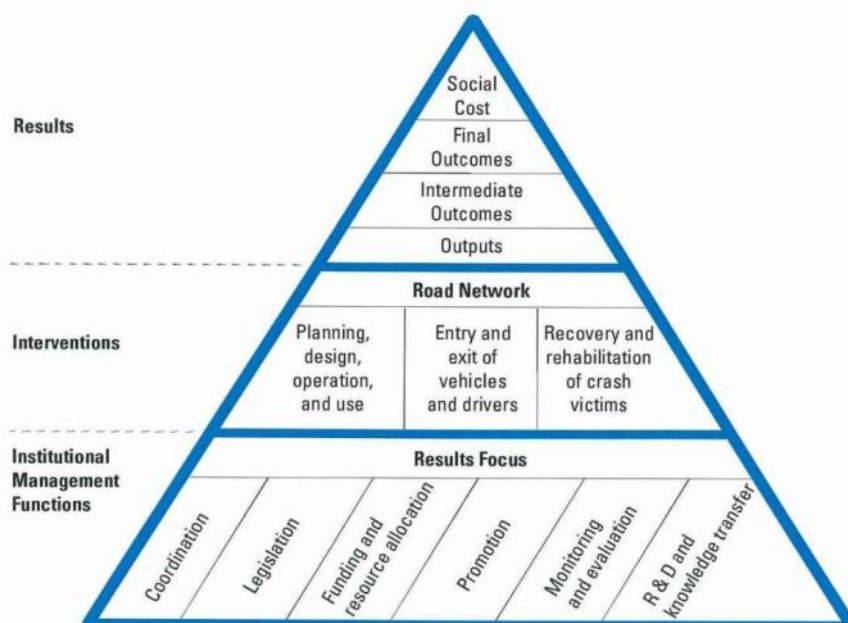 Results
Social
Cost
Final
Outcomes
Intermediate
Outcomes
Outputs
Interventions
Road Network
Planning,
design,
operation,
and use
Entry and
exit of
vehicles
and drivers
Recovery and
rehabilitation
of crash
victims
Institutional
Management
Functions
Results Focus
Coordination
Legislation
Funding and
resource allocation
Promotion
Monitoring
and evaluation
R & D and
knowledge transfer